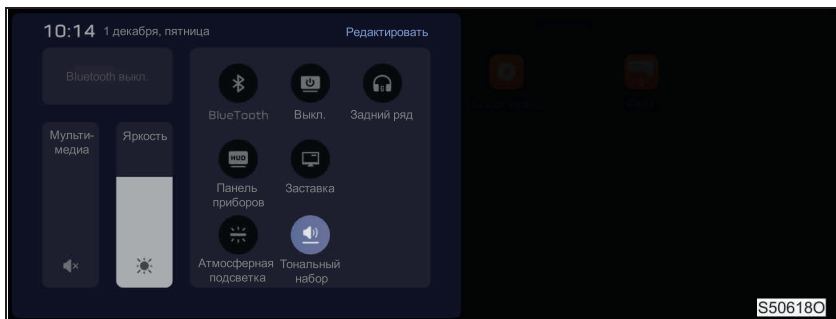 10:14 1 декабря, пятница
Редактировать
Bluetooth выкл.
BlueTooth
Выкл.
Задний ряд
Мульти-
медиа
Яркость
HUD
Панель
приборов
Заставка
Атмосферная
подсветка
Тональный
набор
S50618O